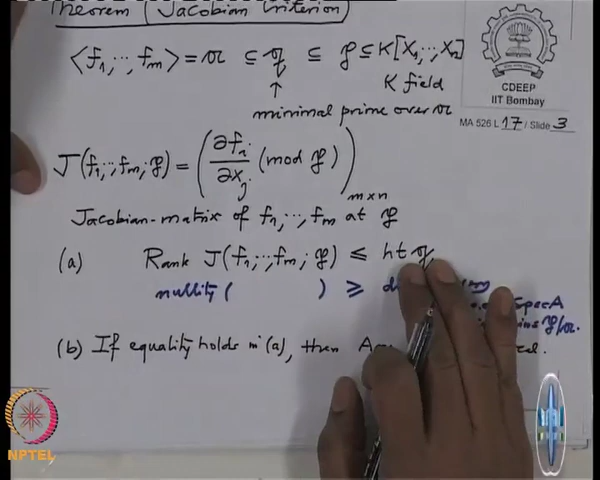 Theorem (Jacobian Criterion)
⟨f₁,…,fₘ⟩ = 𝔞 ⊆ 𝔮 ⊆ 𝔭 ⊆ K[X₁,…,Xₙ]
↑ K field
minimal prime over 𝔞
CDEEP
IIT Bombay
MA 526 L 17 / Slide 3
J(f₁,…,fₘ; 𝔭) = (∂fᵢ/∂xⱼ (mod 𝔭))ₘₓₙ
Jacobian-matrix of f₁,…,fₘ at 𝔭
(a) Rank J(f₁,…,fₘ; 𝔭) ≤ ht 𝔮
nullity ( ) ≥
Spec A
𝔭/𝔞.
(b) If equality holds in (a), then
NPTEL